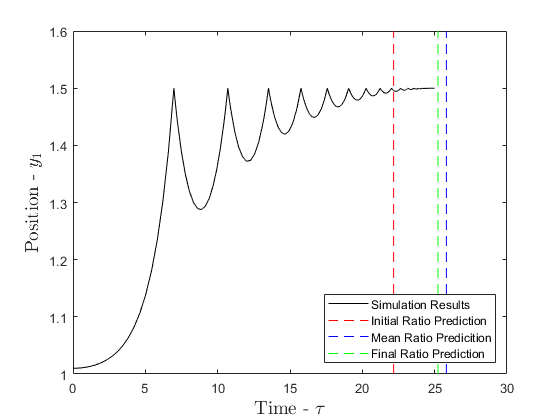 1.6
1.5
1.4
1.3
1.2
1.1
1
Position - y₁
0 5 10 15 20 25 30
Time - τ
Simulation Results
Initial Ratio Prediction
Mean Ratio Predicition
Final Ratio Prediction